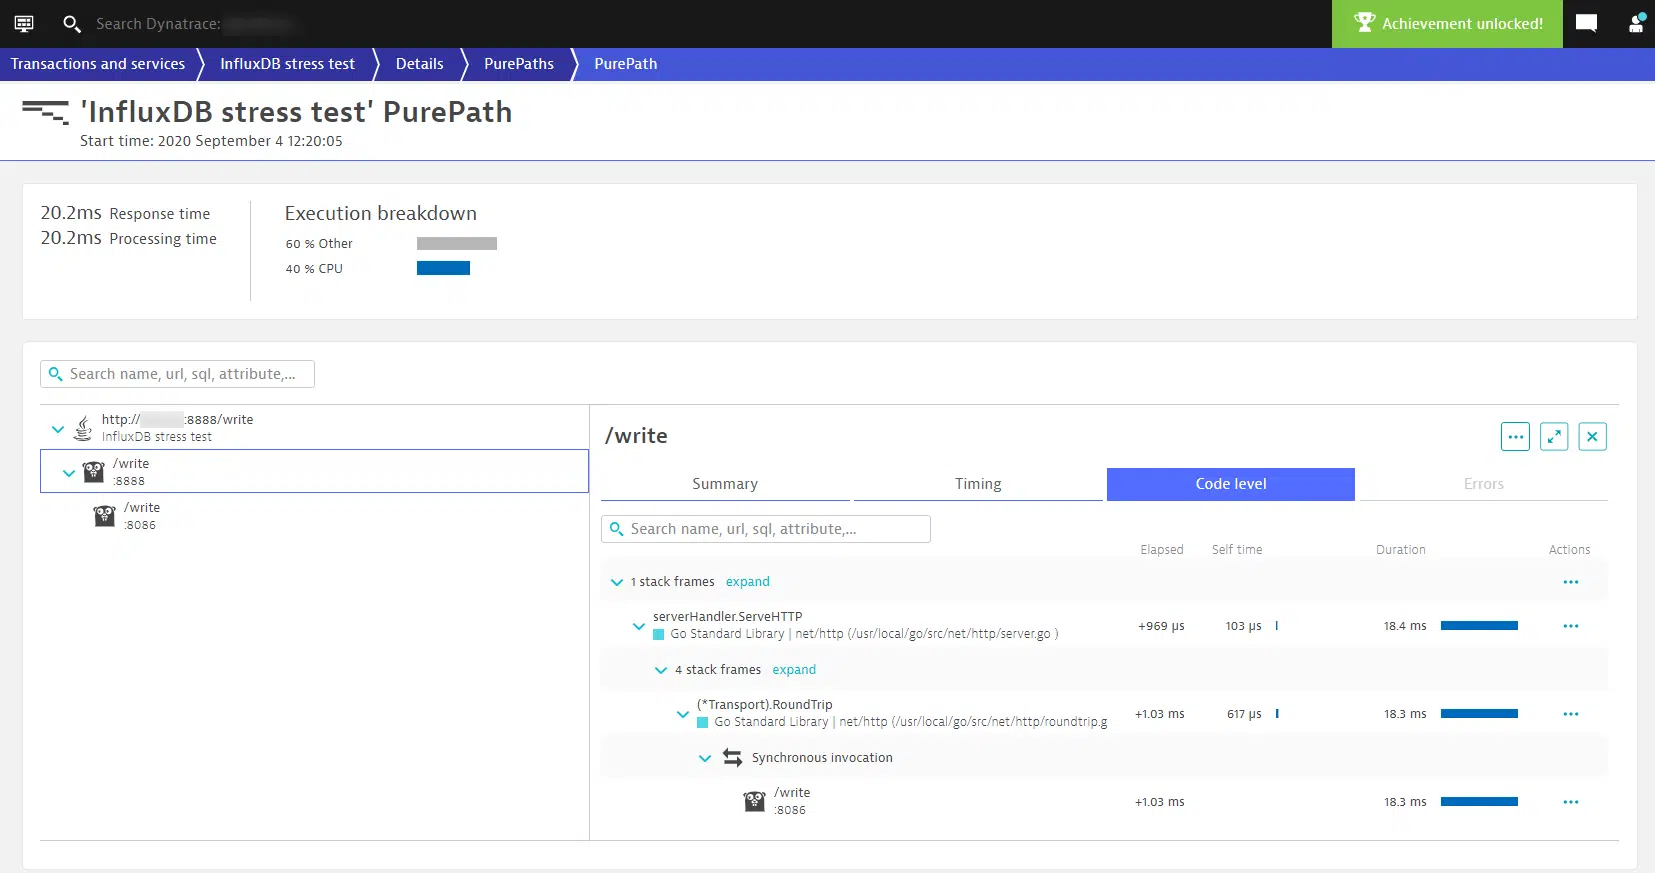 Search Dynatrace:
Achievement unlocked!
Transactions and services
InfluxDB stress test
Details
PurePaths
PurePath
'InfluxDB stress test' PurePath
Start time: 2020 September 4 12:20:05
20.2ms Response time
20.2ms Processing time
Execution breakdown
60 % Other
40 % CPU
Search name, url, sql, attribute,...
http:// :8888/write
InfluxDB stress test
/write
:8888
/write
:8086
/write
Summary
Timing
Code level
Errors
Search name, url, sql, attribute,...
Elapsed
Self time
Duration
Actions
1 stack frames expand
serverHandler.ServeHTTP
Go Standard Library | net/http (/usr/local/go/src/net/http/server.go )
+969 µs
103 µs
18.4 ms
4 stack frames expand
(*Transport).RoundTrip
Go Standard Library | net/http (/usr/local/go/src/net/http/roundtrip.g
+1.03 ms
617 µs
18.3 ms
Synchronous invocation
/write
:8086
+1.03 ms
18.3 ms